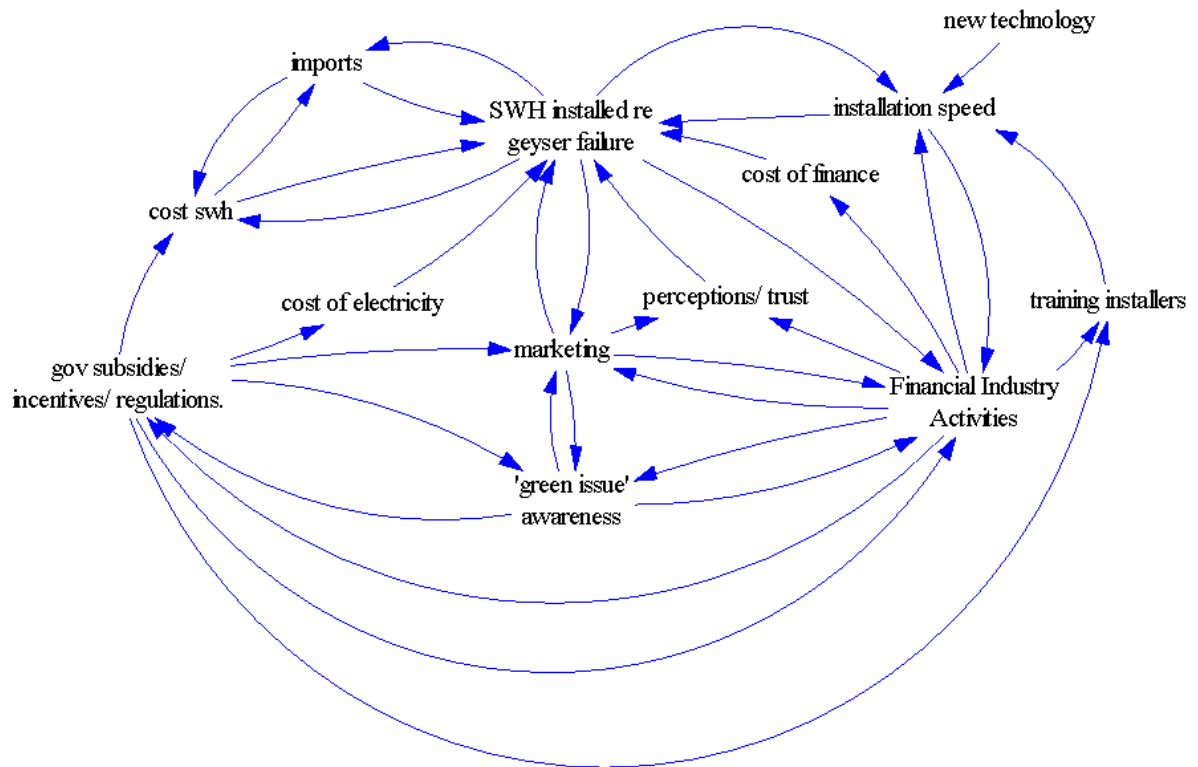 new technology
imports
SWH installed re
geyser failure
installation speed
cost of finance
cost swh
cost of electricity
perceptions/ trust
training installers
marketing
gov subsidies/
incentives/ regulations.
Financial Industry
Activities
'green issue'
awareness